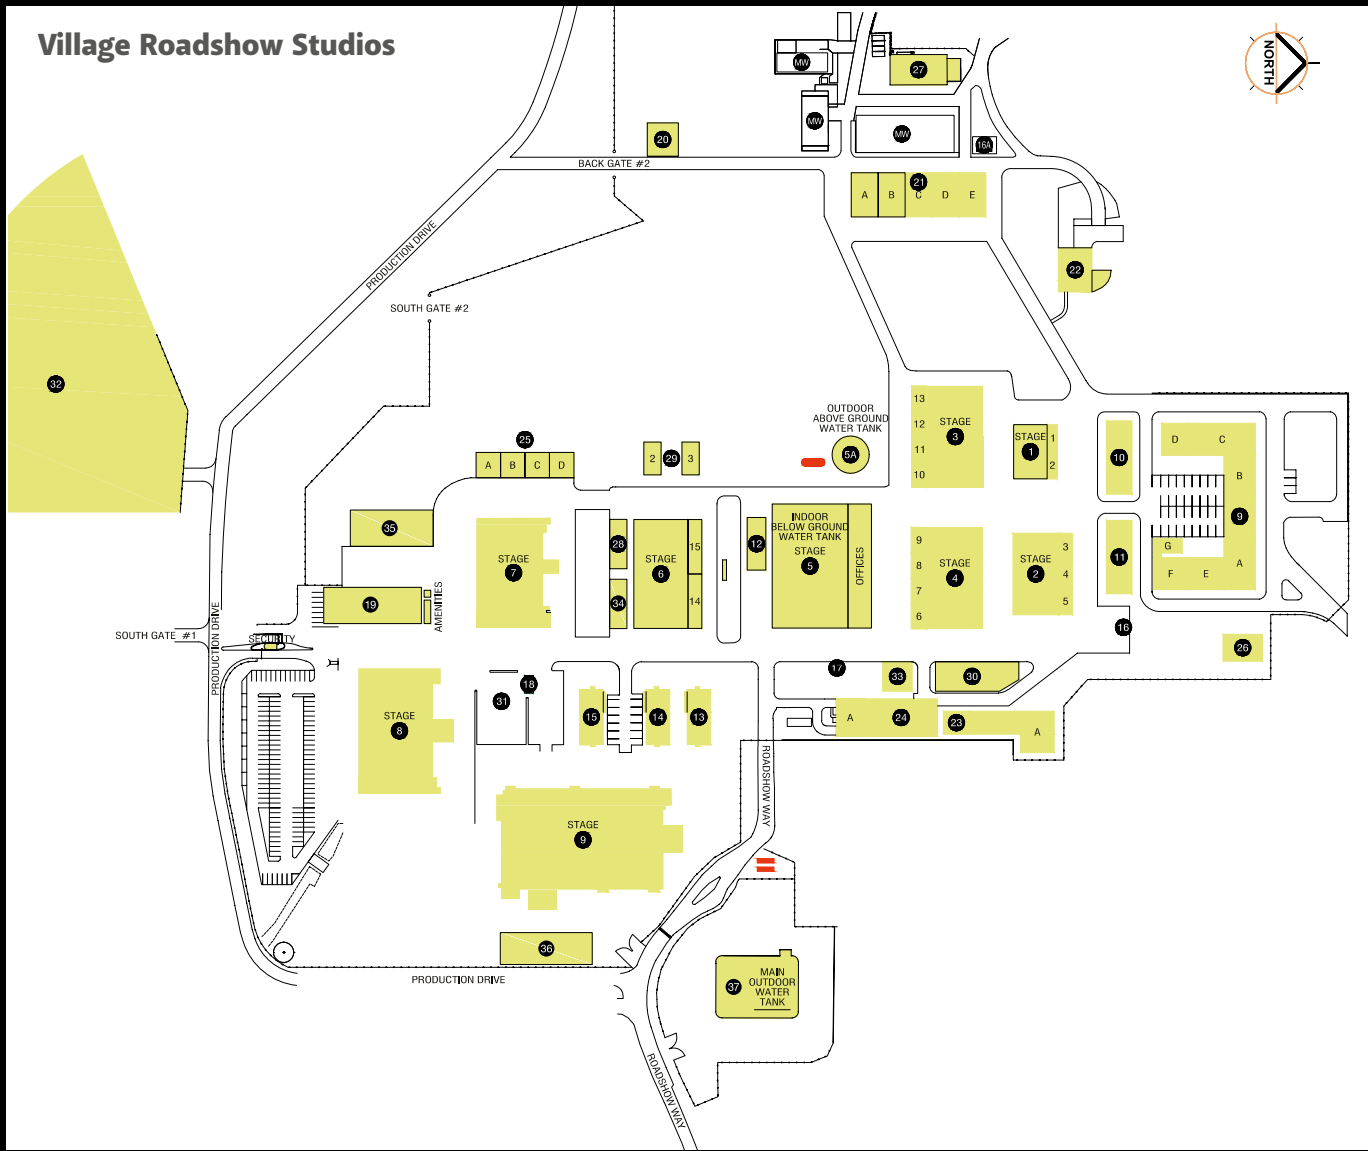 Village Roadshow Studios
NORTH
MW
27
MW
MW
16A
20
BACK GATE #2
21
A
B
C
D
E
PRODUCTION DRIVE
22
SOUTH GATE #2
32
25
A
B
C
D
2
29
3
OUTDOOR
ABOVE GROUND
WATER TANK
5A
13
12
11
10
STAGE
3
STAGE
1
1
2
10
D
C
B
9
A
G
F
E
35
STAGE
7
28
34
STAGE
6
15
14
12
INDOOR
BELOW GROUND
WATER TANK
STAGE
5
OFFICES
9
8
7
6
STAGE
4
STAGE
2
3
4
5
11
16
26
19
AMENITIES
SOUTH GATE #1
SECURITY
PRODUCTION DRIVE
STAGE
8
31
18
15
14
13
17
33
30
A
24
23
A
ROADSHOW WAY
STAGE
9
36
PRODUCTION DRIVE
37
MAIN
OUTDOOR
WATER
TANK
ROADSHOW WAY